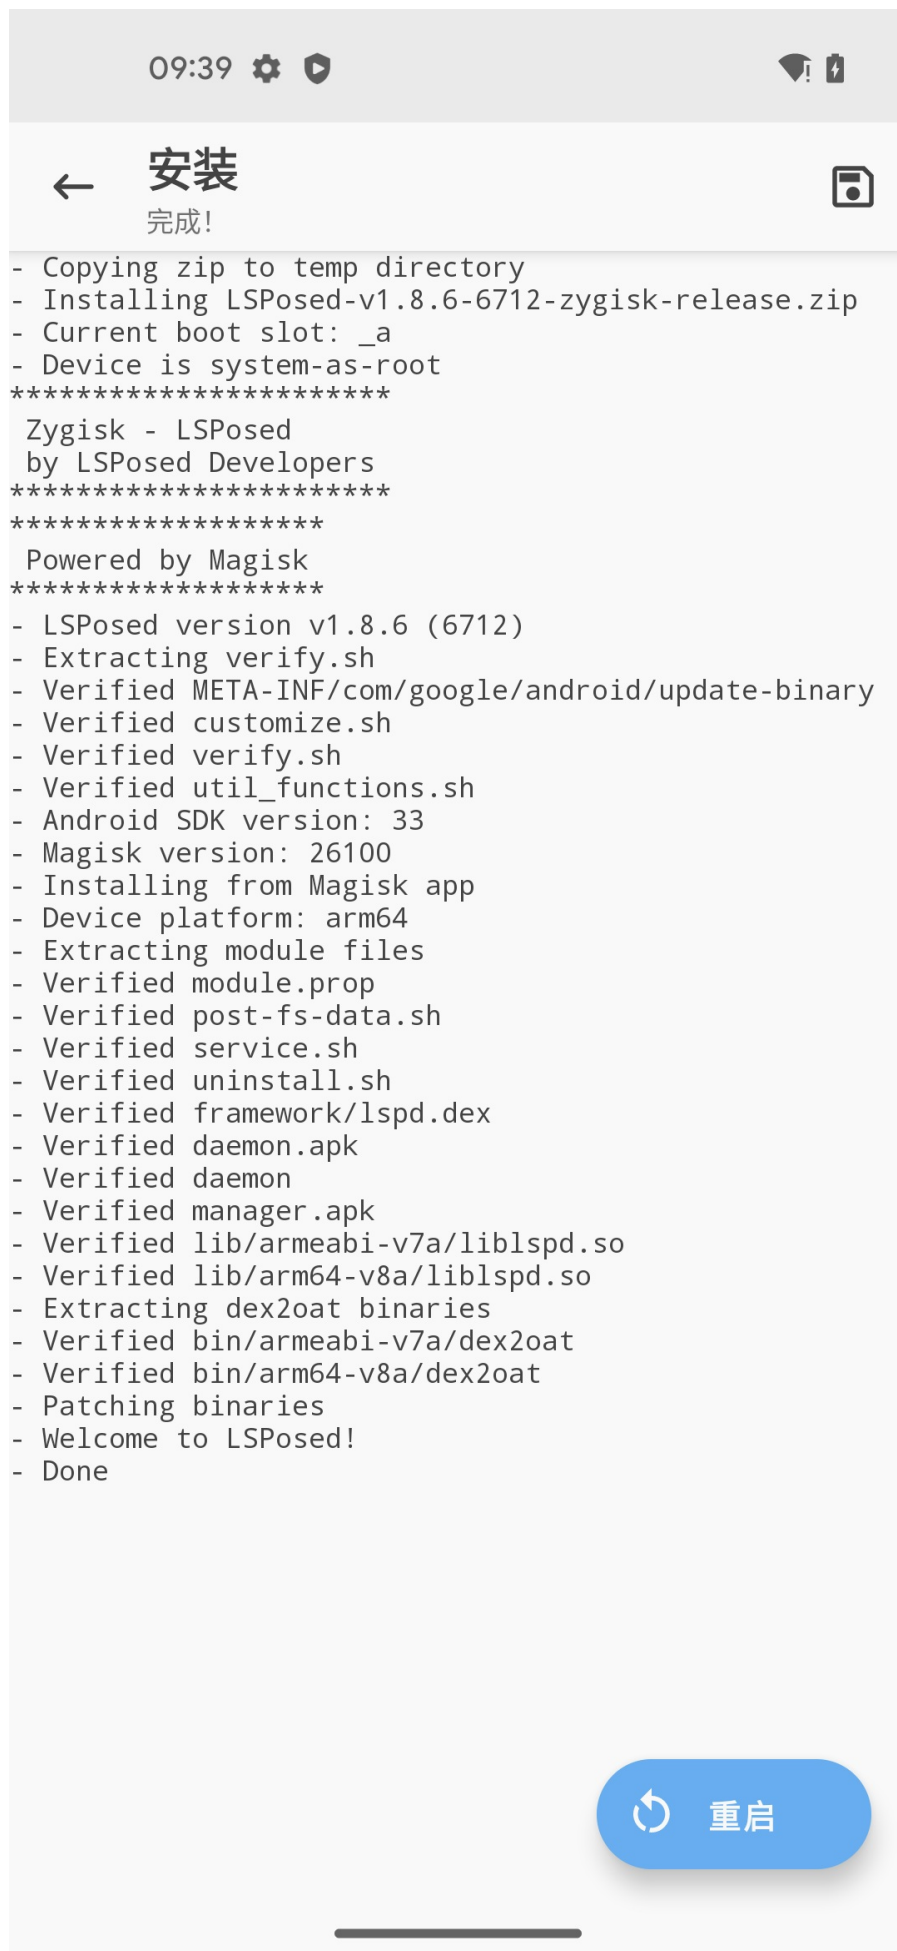 09:39
安装
完成！
- Copying zip to temp directory
- Installing LSPosed-v1.8.6-6712-zygisk-release.zip
- Current boot slot: _a
- Device is system-as-root
***********************
 Zygisk - LSPosed
 by LSPosed Developers
***********************
*******************
 Powered by Magisk
*******************
- LSPosed version v1.8.6 (6712)
- Extracting verify.sh
- Verified META-INF/com/google/android/update-binary
- Verified customize.sh
- Verified verify.sh
- Verified util_functions.sh
- Android SDK version: 33
- Magisk version: 26100
- Installing from Magisk app
- Device platform: arm64
- Extracting module files
- Verified module.prop
- Verified post-fs-data.sh
- Verified service.sh
- Verified uninstall.sh
- Verified framework/lspd.dex
- Verified daemon.apk
- Verified daemon
- Verified manager.apk
- Verified lib/armeabi-v7a/liblspd.so
- Verified lib/arm64-v8a/liblspd.so
- Extracting dex2oat binaries
- Verified bin/armeabi-v7a/dex2oat
- Verified bin/arm64-v8a/dex2oat
- Patching binaries
- Welcome to LSPosed!
- Done
重启